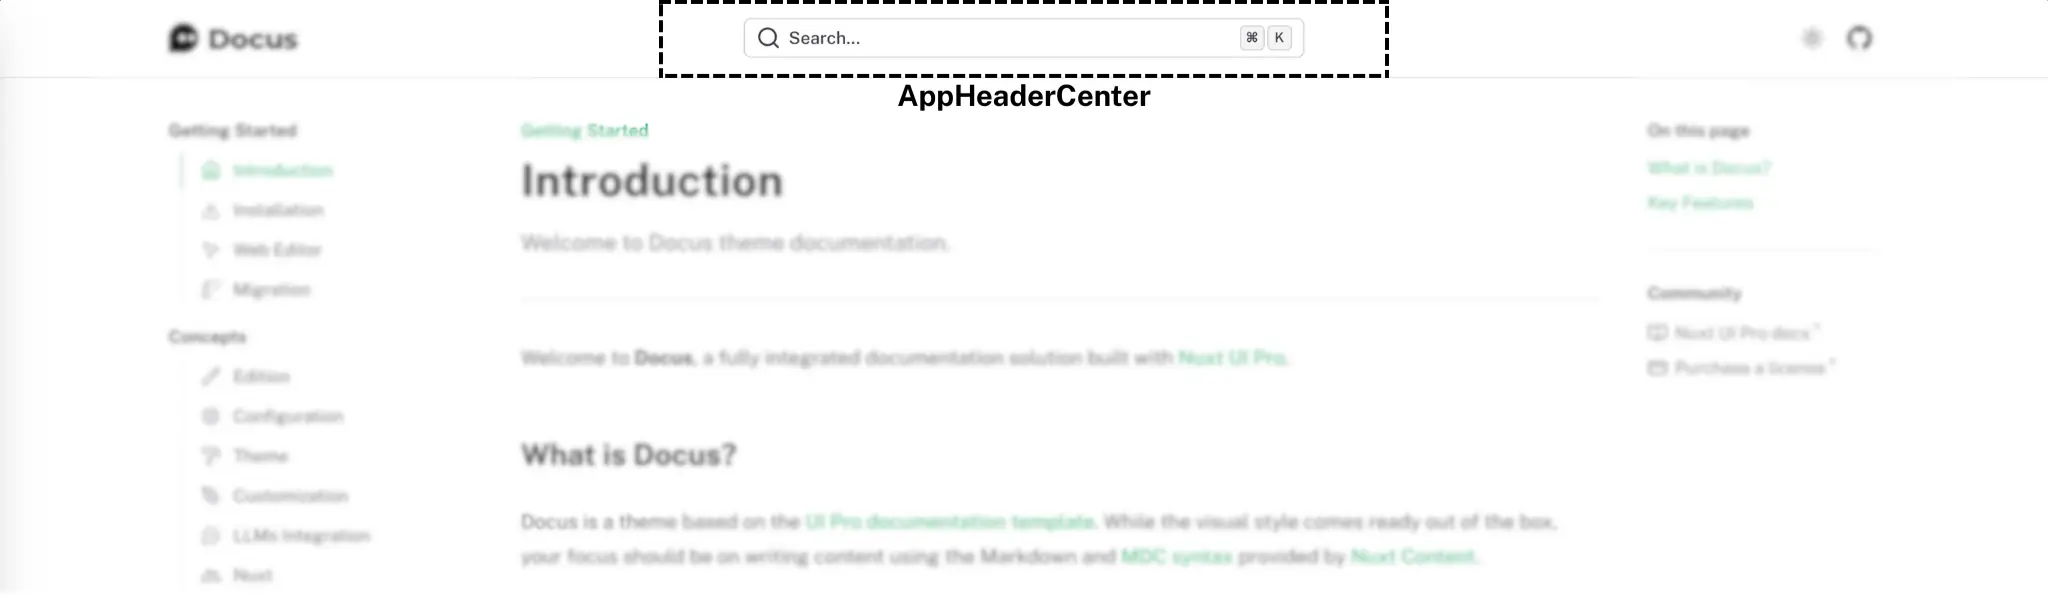 Docus
Search...
⌘ K
AppHeaderCenter
Getting Started
Introduction
Installation
Web Editor
Migration
Concepts
Edition
Configuration
Theme
Customization
LLMs Integration
Nuxt
Getting Started
Introduction
Welcome to Docus theme documentation.
Welcome to Docus, a fully integrated documentation solution built with Nuxt UI Pro.
What is Docus?
Docus is a theme based on the UI Pro documentation template. While the visual style comes ready out of the box,
your focus should be on writing content using the Markdown and MDC syntax provided by Nuxt Content.
On this page
What is Docus?
Key Features
Community
Nuxt UI Pro docs
Purchase a license